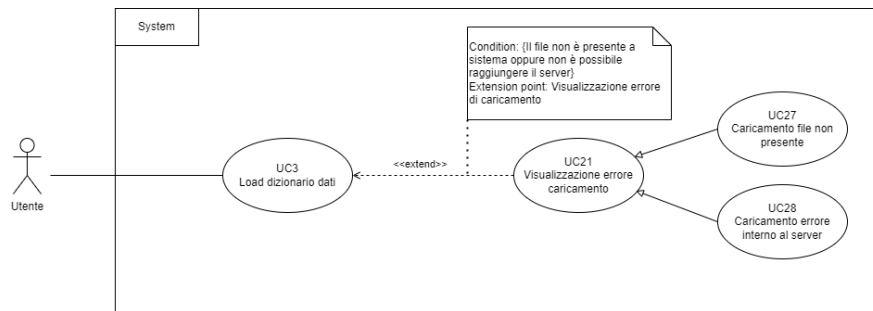 System
Condition: {Il file non è presente a
sistema oppure non è possibile
raggiungere il server}
Extension point: Visualizzazione errore
di caricamento
UC27
Caricamento file non
presente
<<extend>>
UC3
Load dizionario dati
UC21
Visualizzazione errore
caricamento
Utente
UC28
Caricamento errore
interno al server